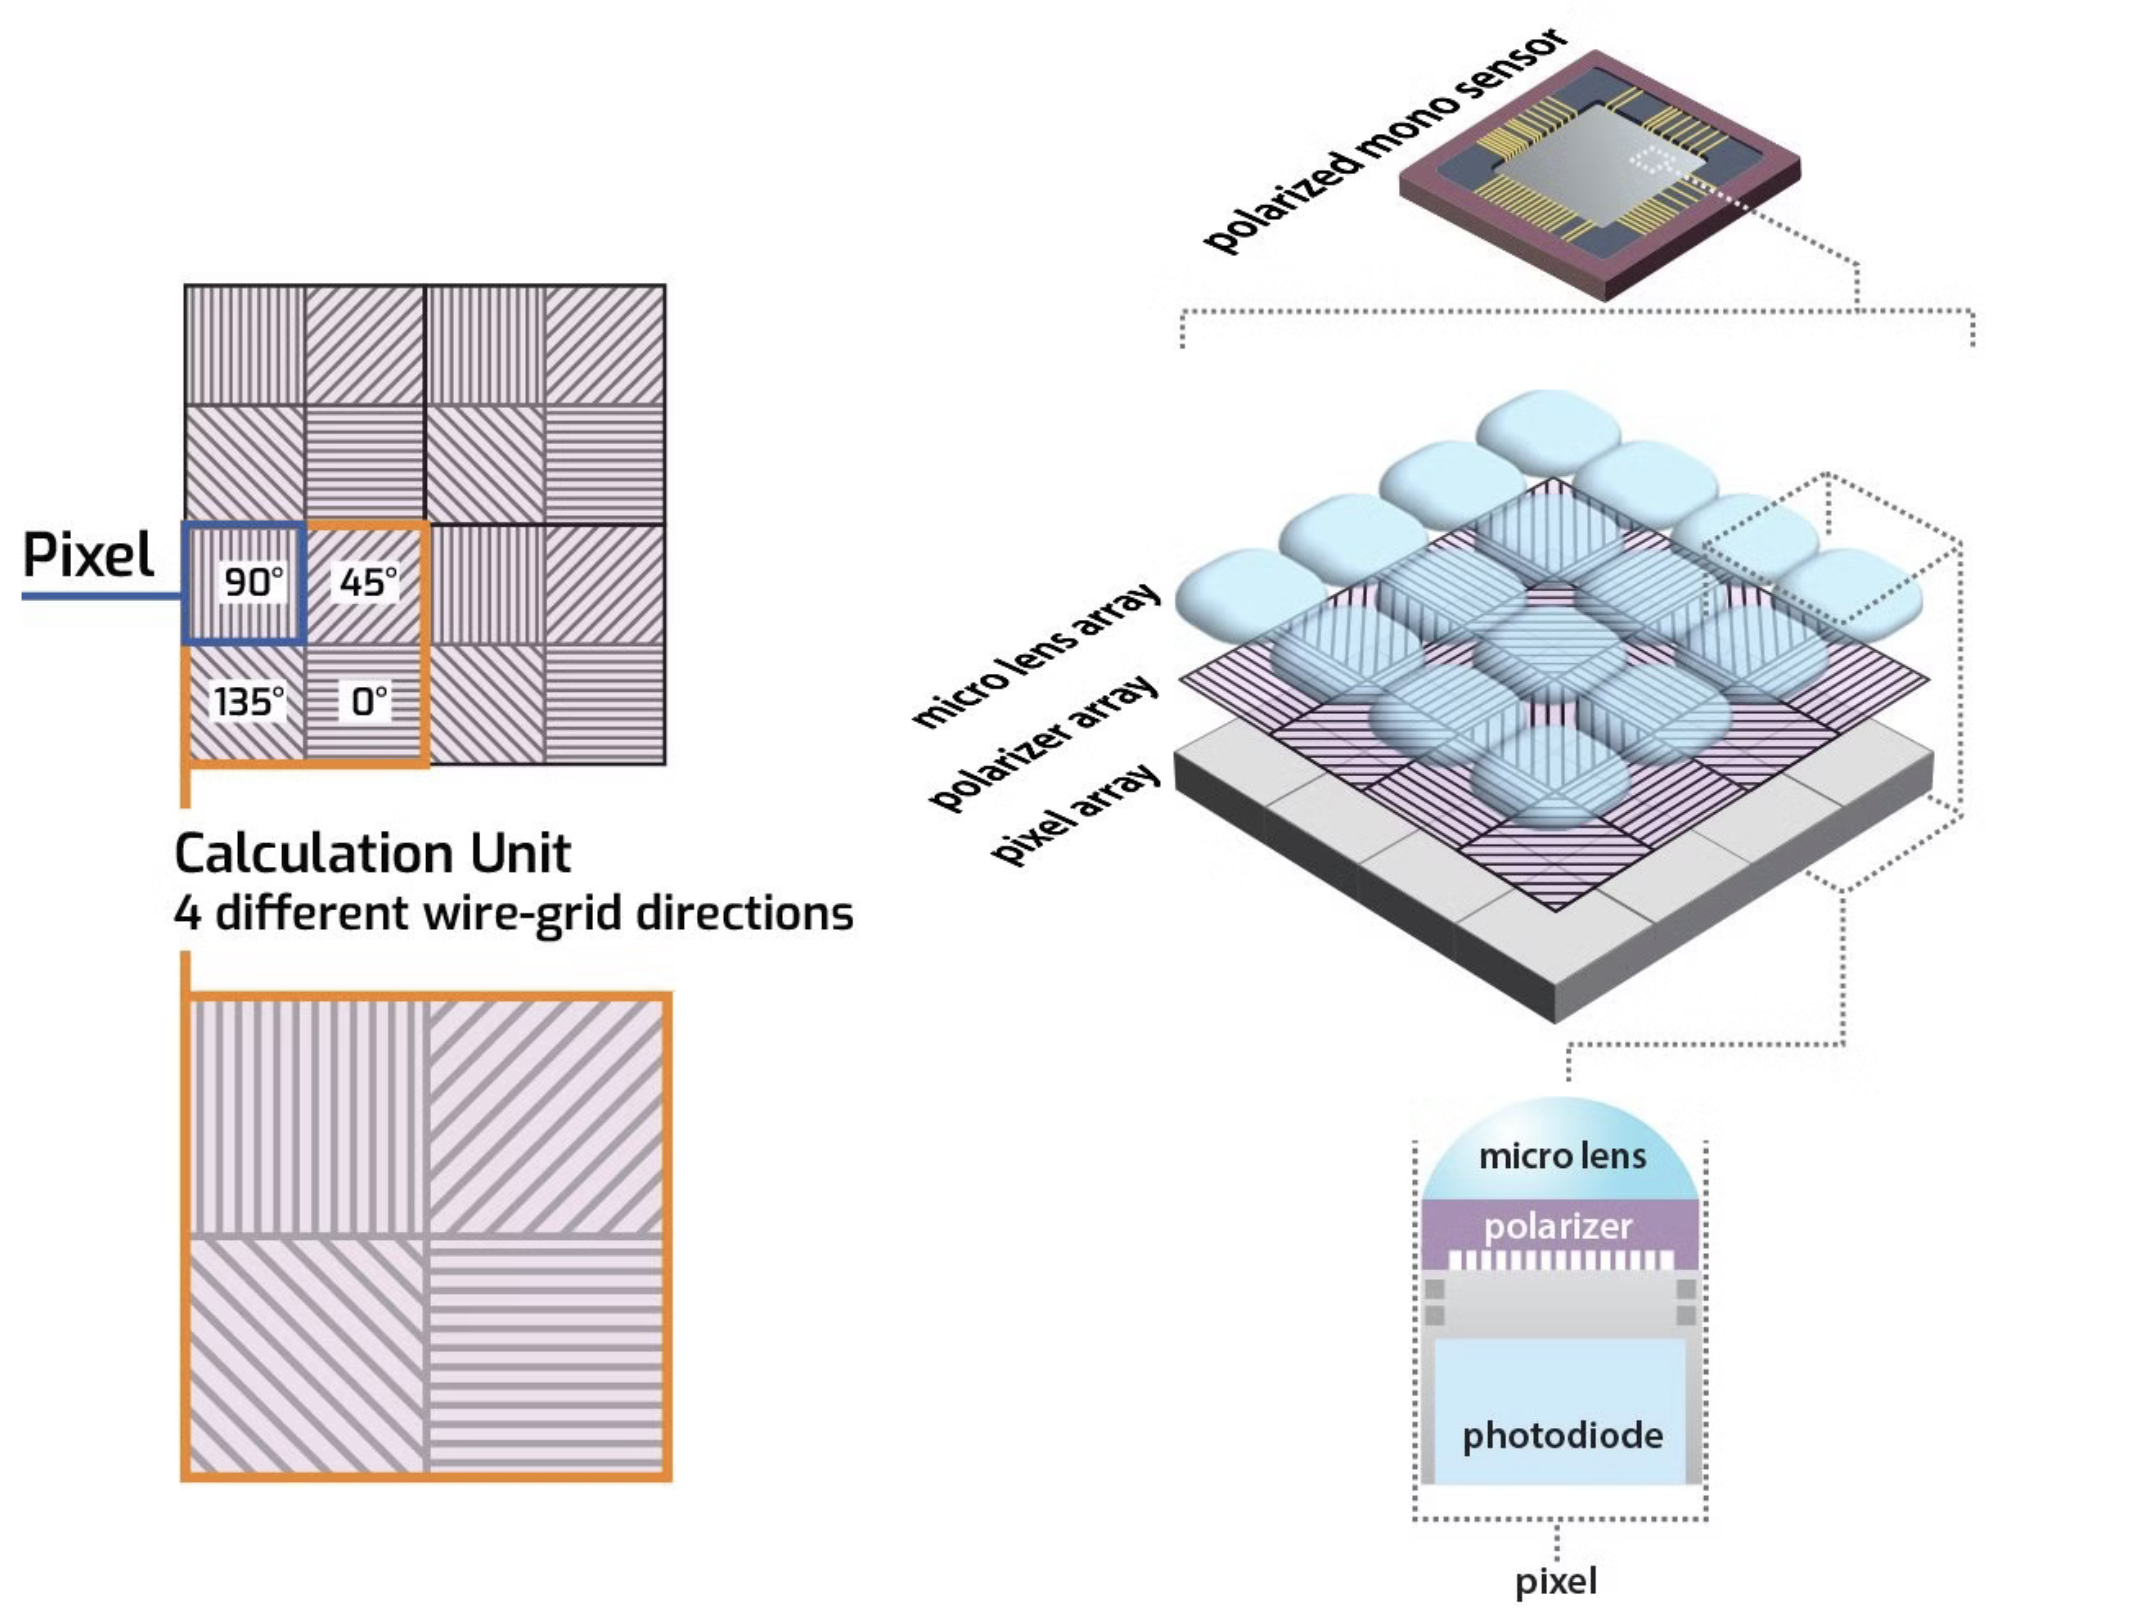 Pixel
90°
45°
135°
0°
Calculation Unit
4 different wire-grid directions
polarized mono sensor
micro lens array
polarizer array
pixel array
micro lens
polarizer
photodiode
pixel